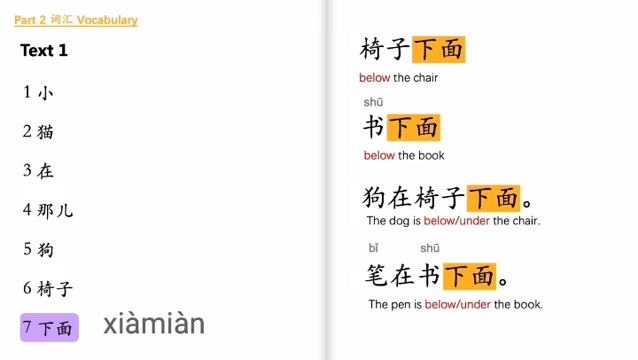 Part 2 词汇 Vocabulary
Text 1
1 小
2 猫
3 在
4 那儿
5 狗
6 椅子
7 下面 xiàmiàn
椅子下面
below the chair
shū
书下面
below the book
狗在椅子下面。
The dog is below/under the chair.
bǐ shū
笔在书下面。
The pen is below/under the book.